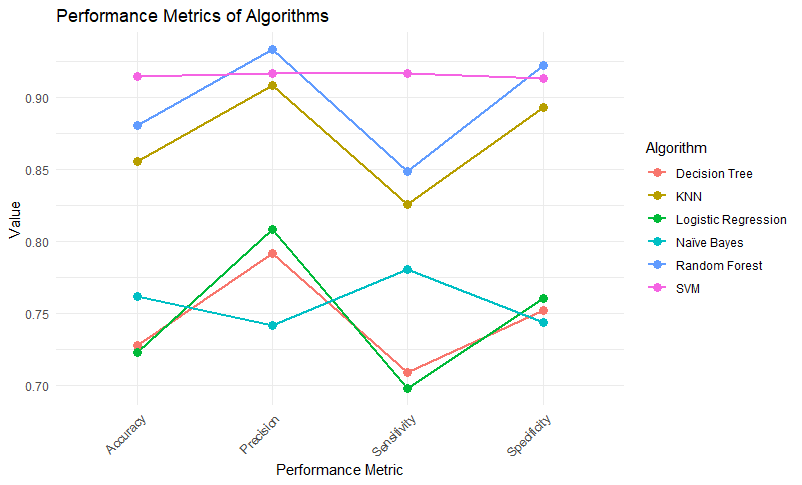 Performance Metrics of Algorithms
Value
0.90
0.85
0.80
0.75
0.70
Accuracy
Precision
Sensitivity
Specificity
Performance Metric
Algorithm
Decision Tree
KNN
Logistic Regression
Naïve Bayes
Random Forest
SVM